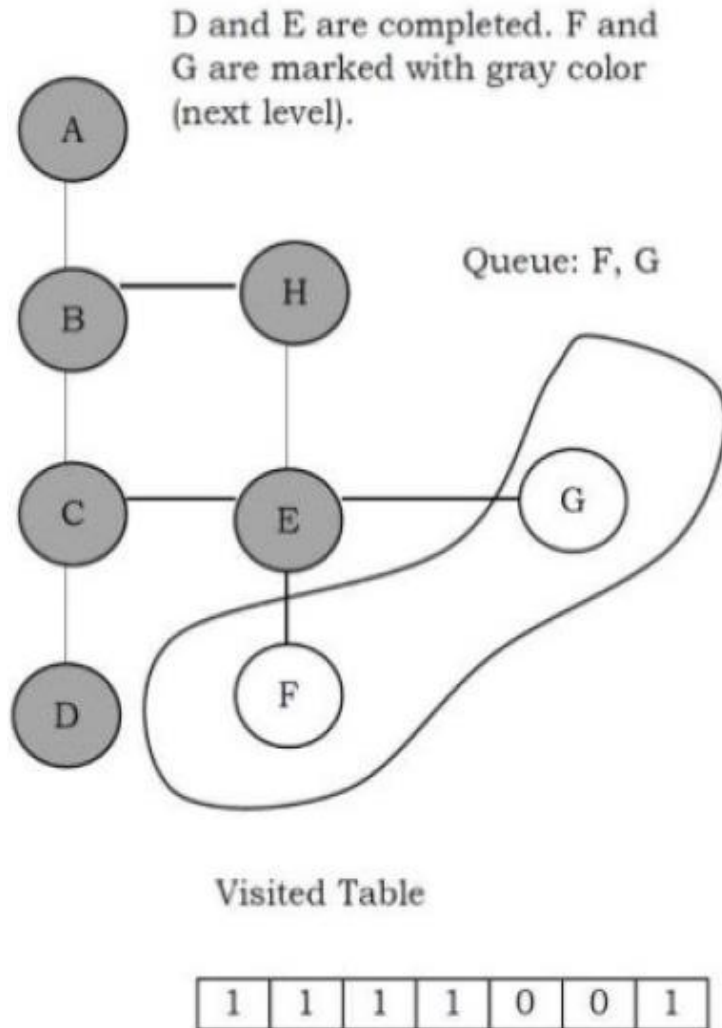 D and E are completed. F and
G are marked with gray color
(next level).
A
Queue: F, G
B
H
C
E
G
F
D
Visited Table
1 1 1 1 0 0 1